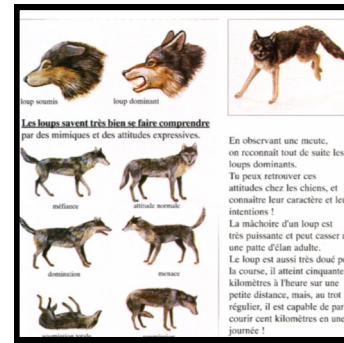 loup soumis
loup dominant
Les loups savent très bien se faire comprendre
par des mimiques et des attitudes expressives.
méfiance
attitude normale
domination
menace
soumission totale
En observant une meute,
on reconnaît tout de suite les
loups dominants.
Tu peux retrouver ces
attitudes chez les chiens, et
connaître leur caractère et leu
intentions !
La mâchoire d'un loup est
très puissante et peut casser
une patte d'élan adulte.
Le loup est aussi très doué
la course, il atteint cinquante
kilomètres à l'heure sur une
petite distance, mais, au trot
régulier, il est capable de
courir cent kilomètres en une
journée !